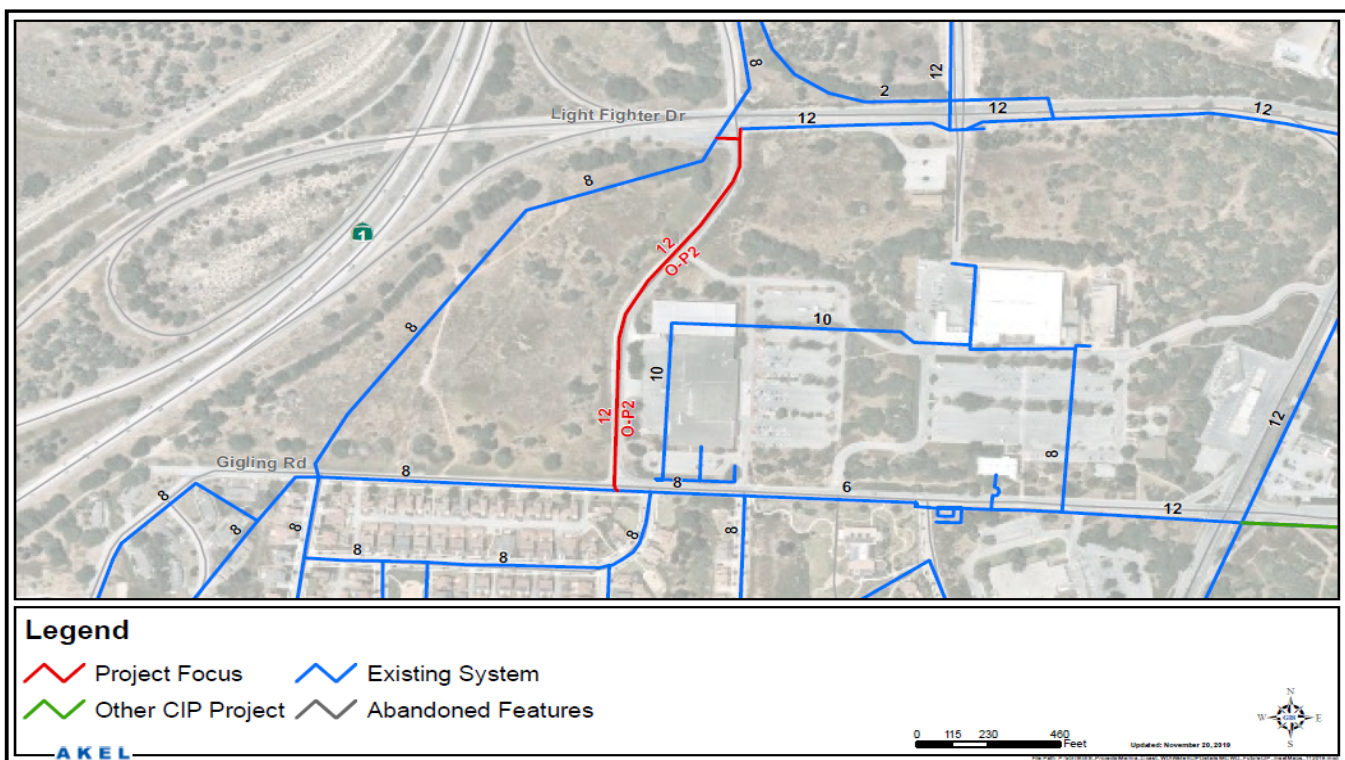 8
12
2
12
12
12
Light Fighter Dr
8
1
12
O-P2
8
10
10
12
O-P2
12
8
Gigling Rd
8
8
6
8
8
8
8
8
12
8
8
Legend
Project Focus
Existing System
Other CIP Project
Abandoned Features
N
W
GIS
E
S
0 115 230 460
Feet
Updated: November 20, 2019
AKEL